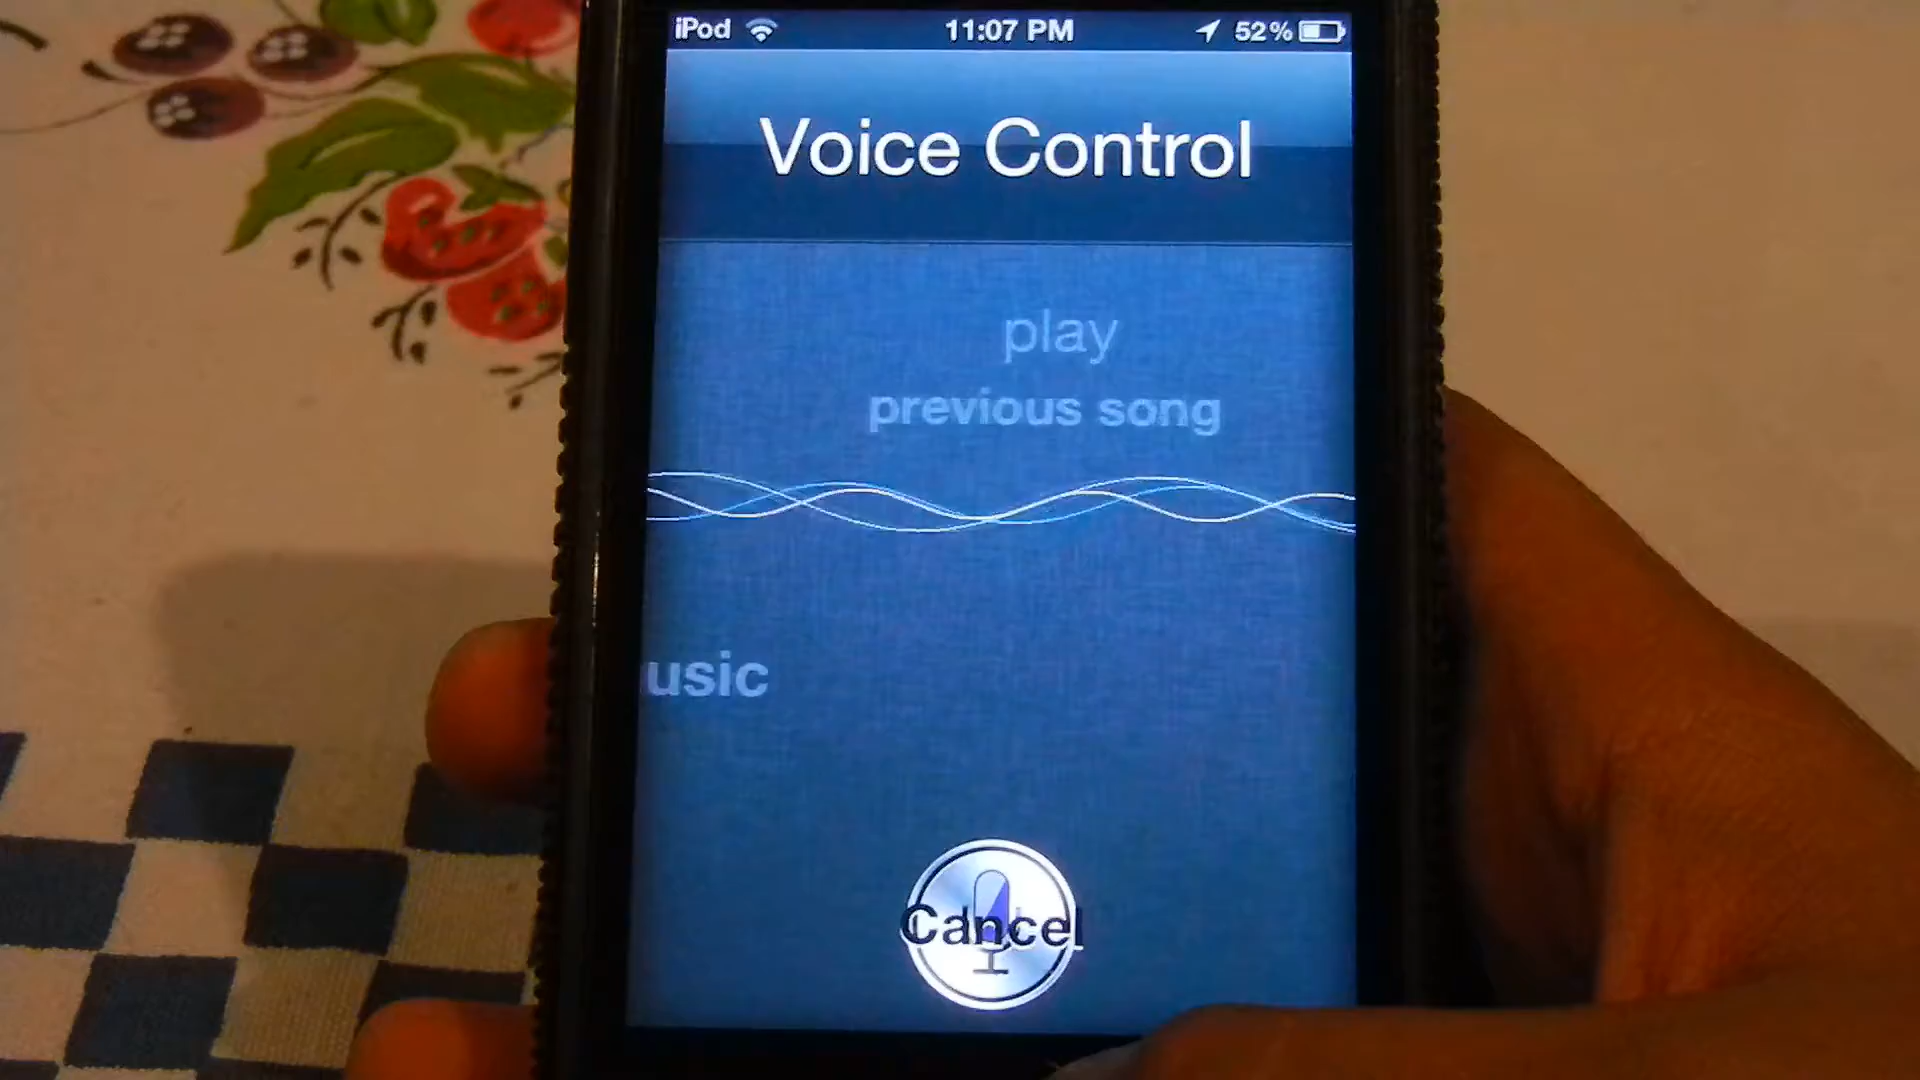 iPod 11:07 PM 52%
Voice Control
play
previous song
usic
Cancel